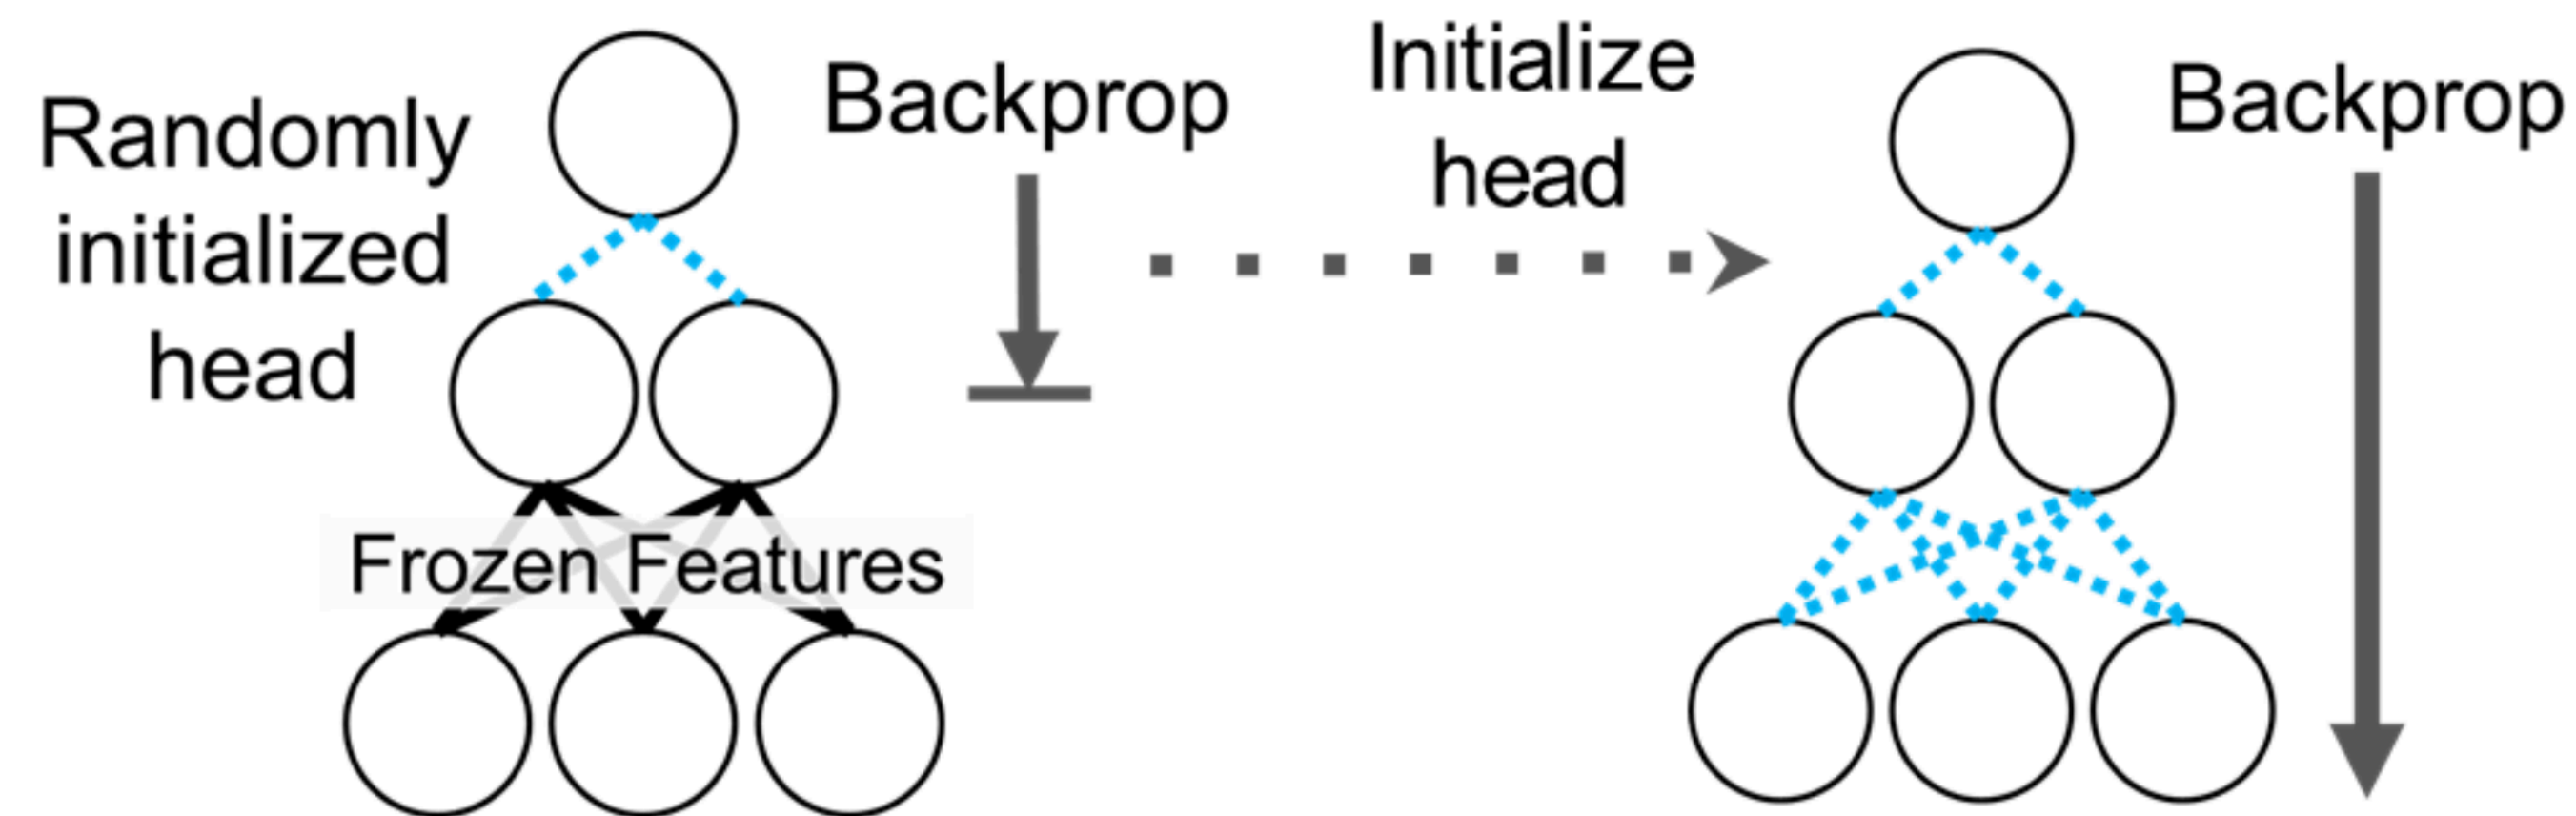 Randomly
initialized
head
Backprop
Frozen Features
Initialize
head
Backprop